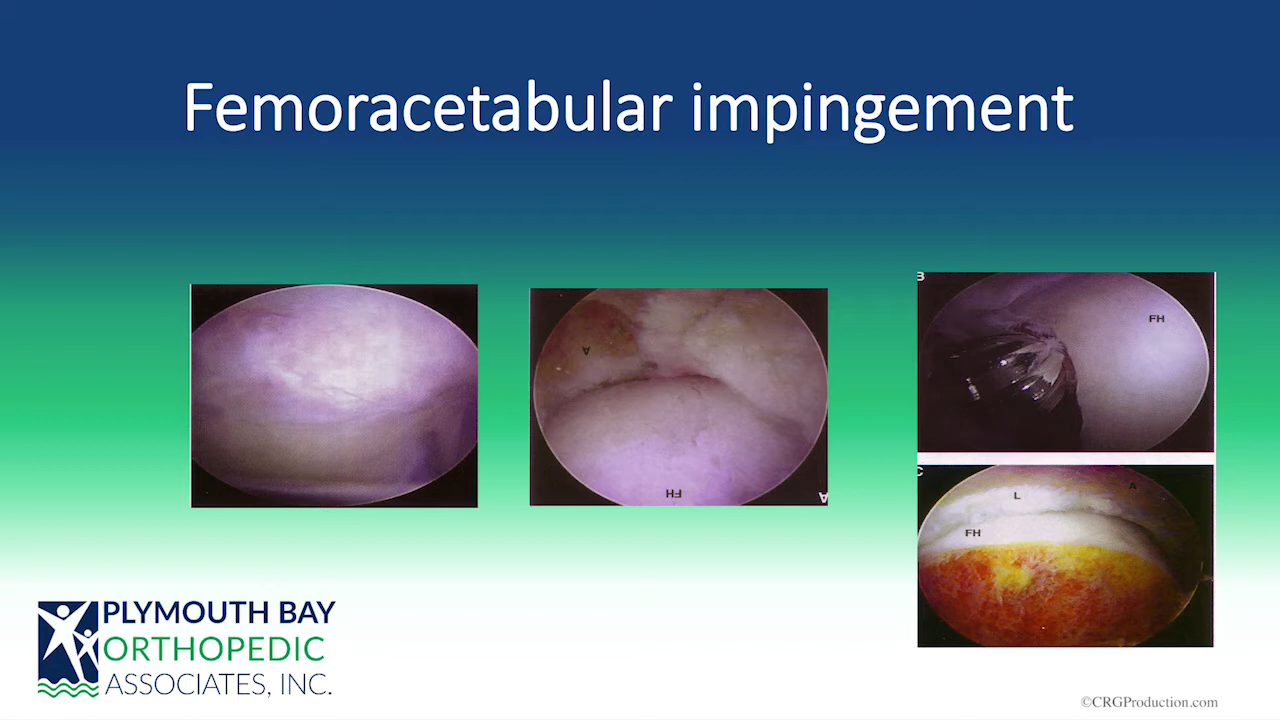 Femoracetabular impingement
A
FH
A
B
FH
C
L
A
FH
PLYMOUTH BAY
ORTHOPEDIC
ASSOCIATES, INC.
©CRGProduction.com